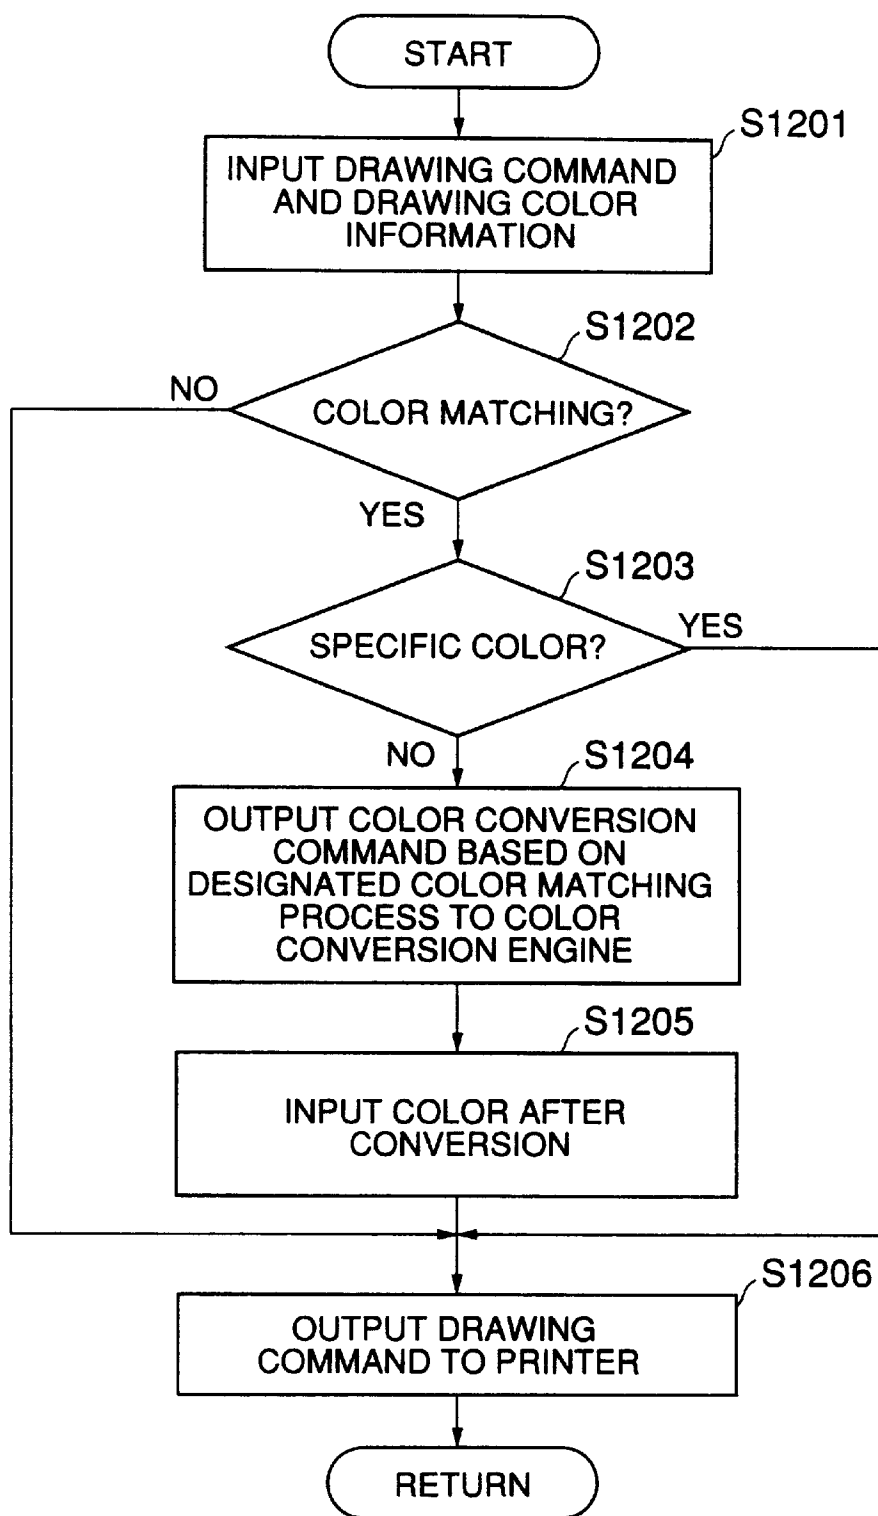 START
S1201
INPUT DRAWING COMMAND
AND DRAWING COLOR
INFORMATION
S1202
NO
COLOR MATCHING?
YES
S1203
YES
SPECIFIC COLOR?
NO
S1204
OUTPUT COLOR CONVERSION
COMMAND BASED ON
DESIGNATED COLOR MATCHING
PROCESS TO COLOR
CONVERSION ENGINE
S1205
INPUT COLOR AFTER
CONVERSION
S1206
OUTPUT DRAWING
COMMAND TO PRINTER
RETURN